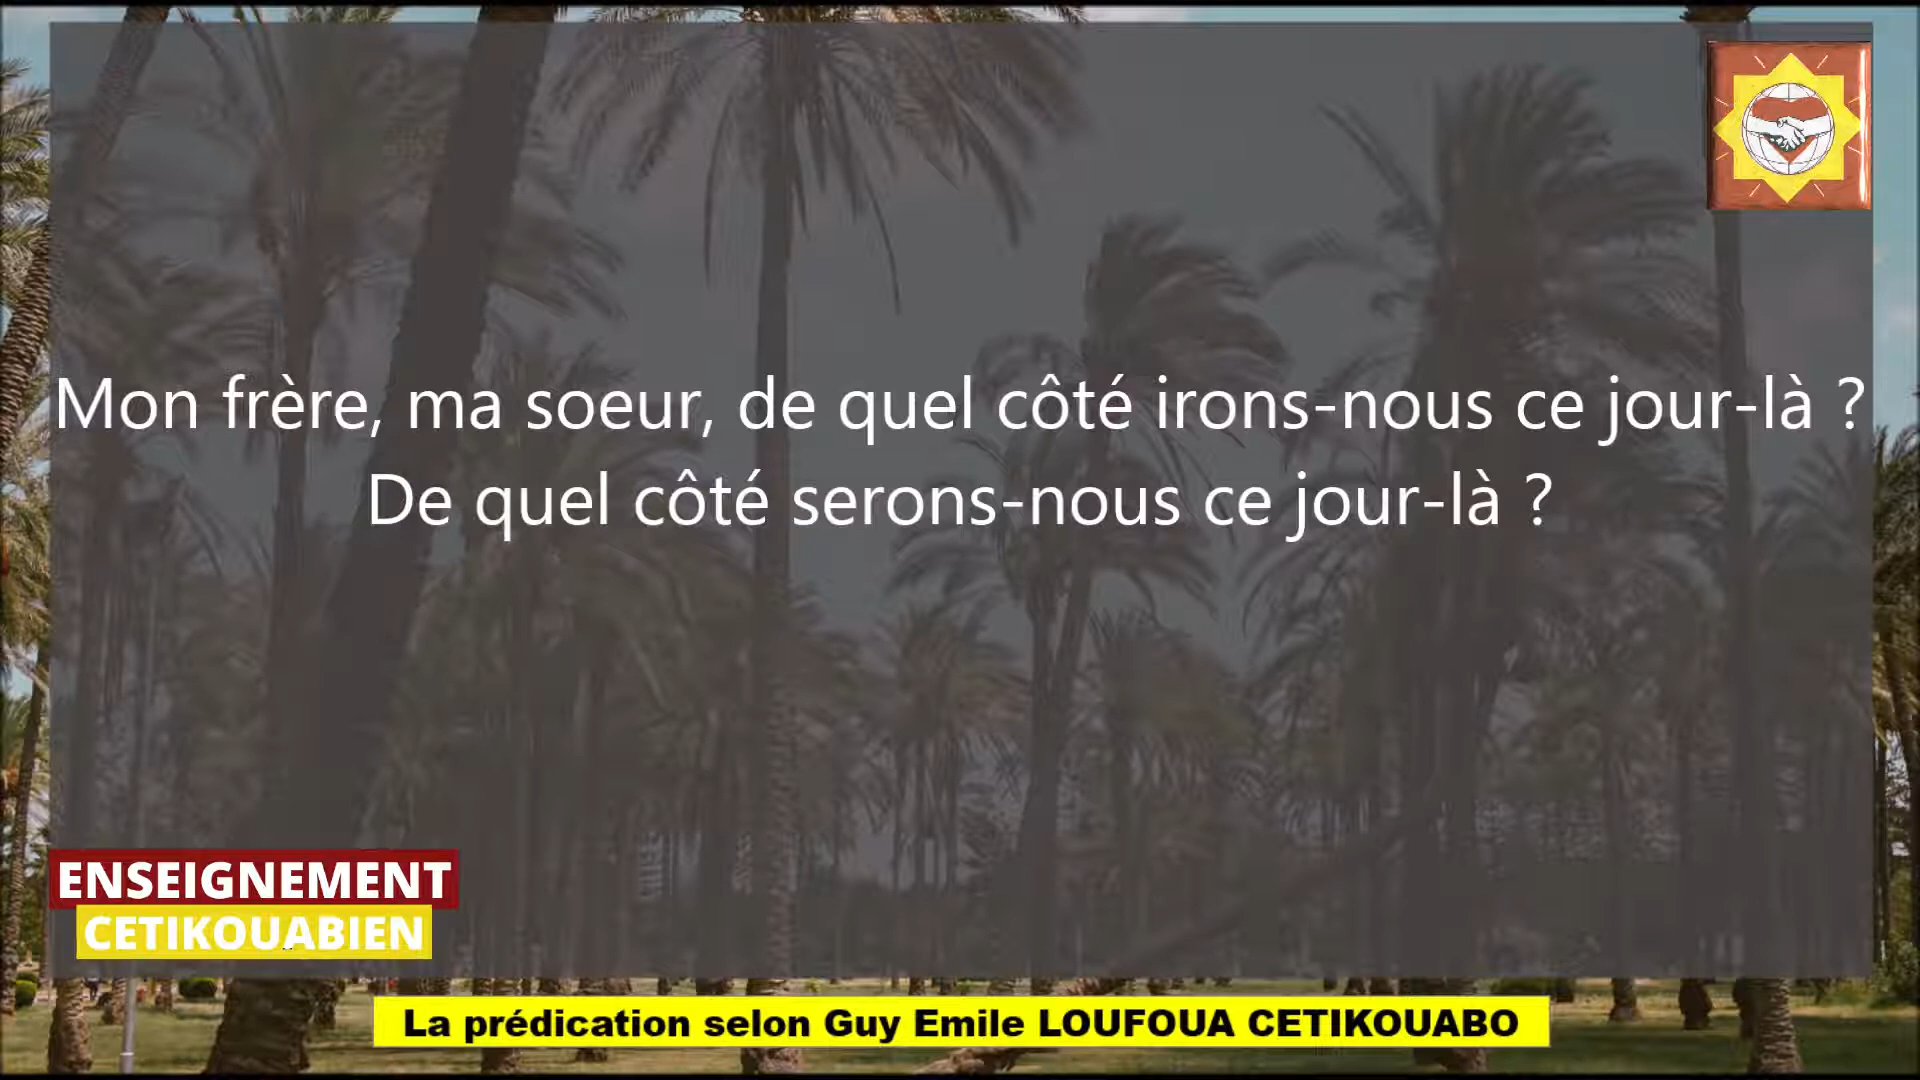 Mon frère, ma soeur, de quel côté irons-nous ce jour-là ?
De quel côté serons-nous ce jour-là ?
ENSEIGNEMENT
CETIKOUABIEN
La prédication selon Guy Emile LOUFOUA CETIKOUABO